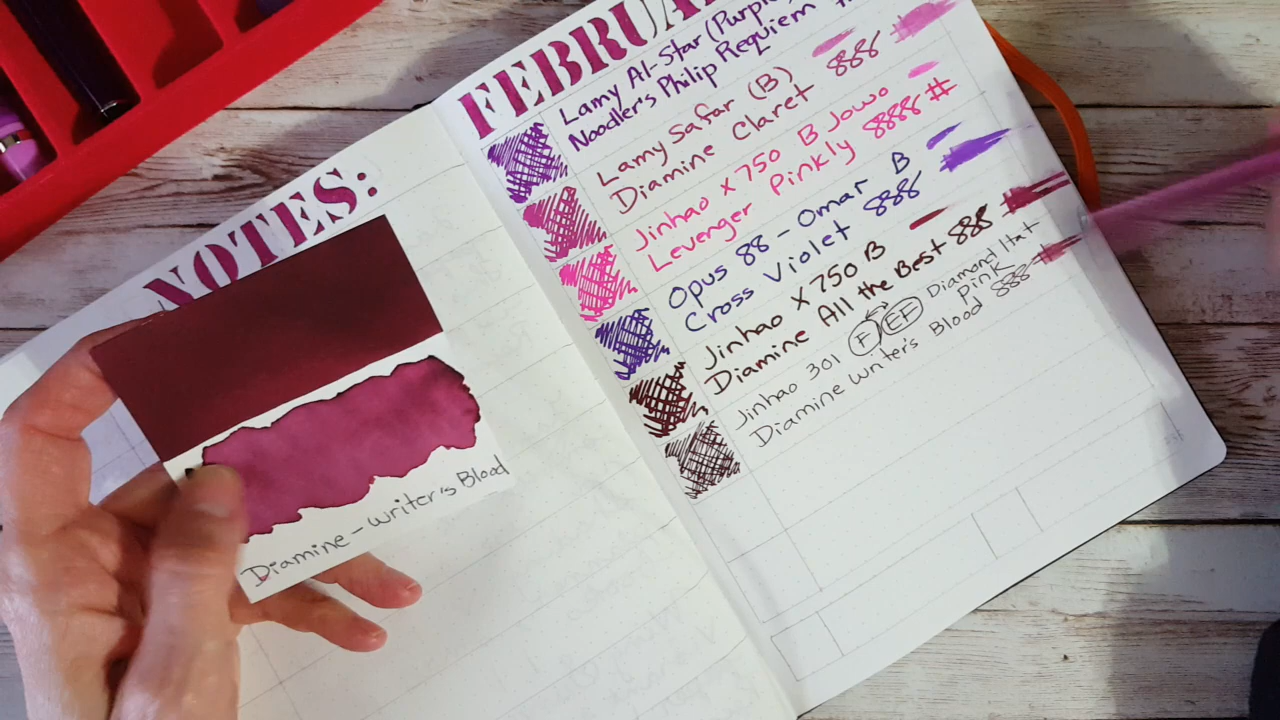 NOTES:
Diamine - Writer's Blood
Lamy Al-Star (Purple
Noodler's Philip Requiem
Lamy Safar (B)
Diamine Claret 888
Jinhao x750 B Jowo
Levenger Pinkly 8888 #
Opus 88 - Omar B
Cross Violet 888
Jinhao x750 B
Diamine All the Best 888
Jinhao 301 F EF Diamond Hat
Pink
Diamine Writer's Blood 888